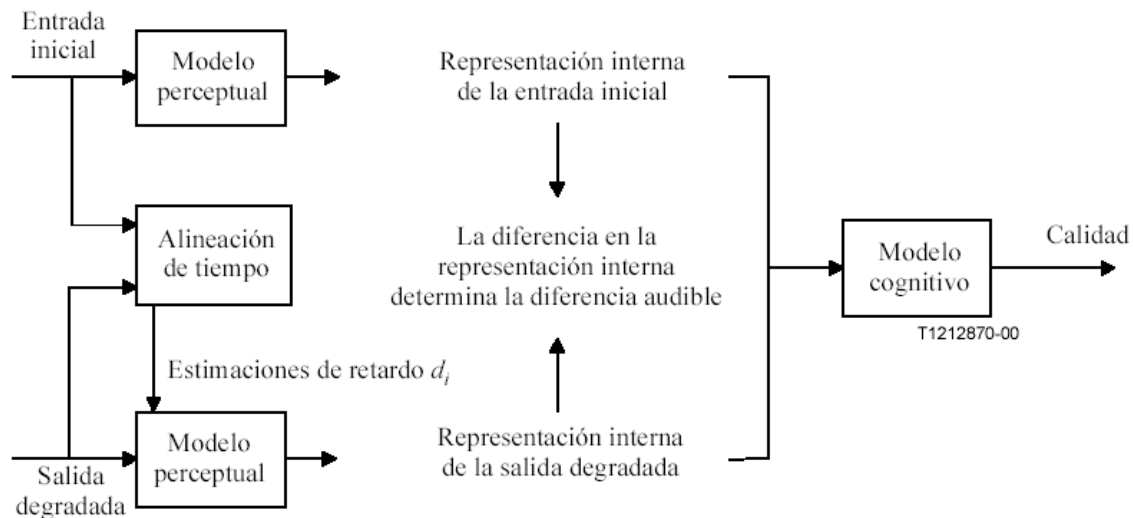 Entrada
inicial
Modelo
perceptual
Representación interna
de la entrada inicial
Alineación
de tiempo
La diferencia en la
representación interna
determina la diferencia audible
Modelo
cognitivo
Calidad
T1212870-00
Estimaciones de retardo di
Salida
degradada
Modelo
perceptual
Representación interna
de la salida degradada